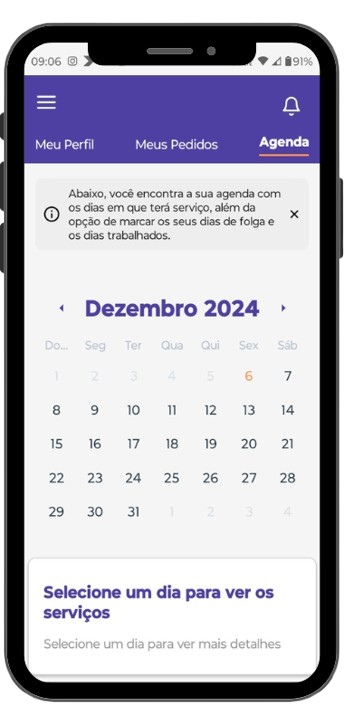 09:06 91%
Meu Perfil Meus Pedidos Agenda
Abaixo, você encontra a sua agenda com
os dias em que terá serviço, além da
opção de marcar os seus dias de folga e
os dias trabalhados.
Dezembro 2024
Do... Seg Ter Qua Qui Sex Sáb
1 2 3 4 5 6 7
8 9 10 11 12 13 14
15 16 17 18 19 20 21
22 23 24 25 26 27 28
29 30 31 1 2 3 4
Selecione um dia para ver os
serviços
Selecione um dia para ver mais detalhes